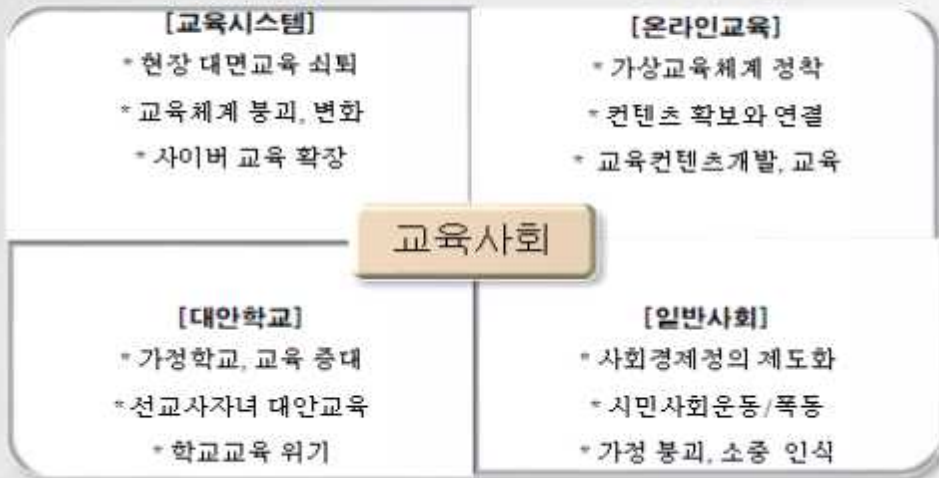 [교육시스템]
* 현장 대면교육 쇠퇴
* 교육체계 붕괴, 변화
* 사이버 교육 확장
[온라인교육]
* 가상교육체계 정착
* 컨텐츠 확보와 연결
* 교육컨텐츠개발, 교육
교육사회
[대안학교]
* 가정학교, 교육 증대
* 선교사자녀 대안교육
* 학교교육 위기
[일반사회]
* 사회경제정의 제도화
* 시민사회운동/폭동
* 가정 붕괴, 소중 인식